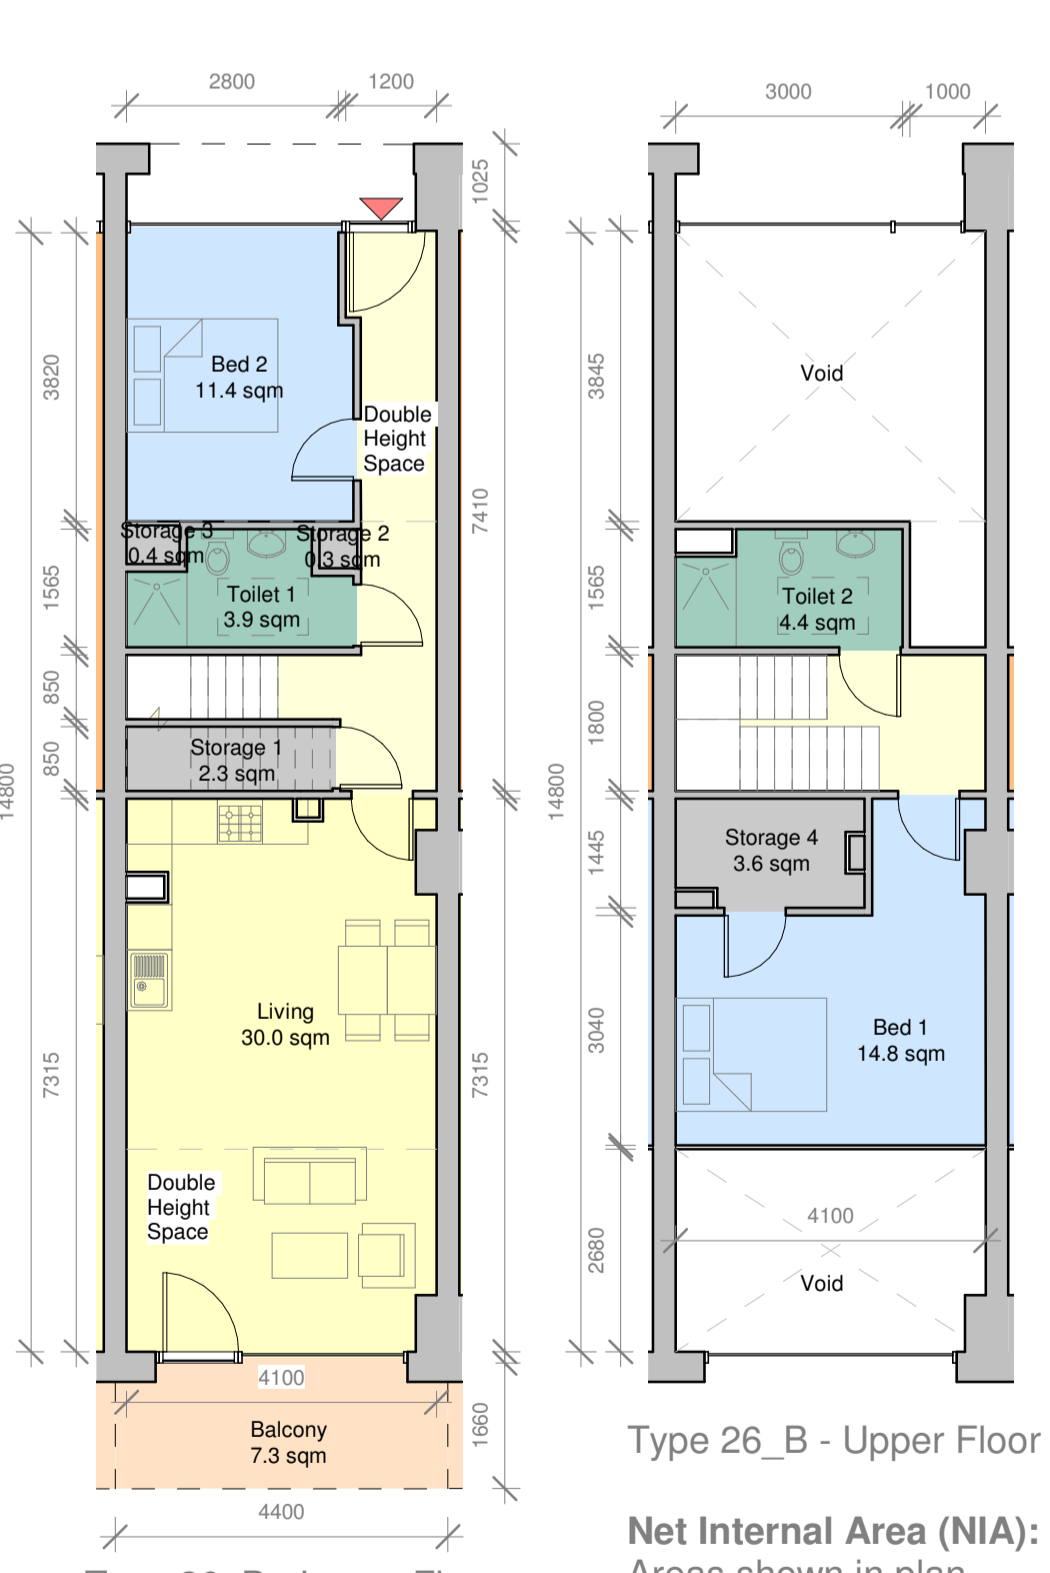 2800
1200
3000
1000
1025
3820
Bed 2
11.4 sqm
Double
Height
Space
7410
3845
Void
Storage 3
0.4 sqm
Storage 2
0.3 sqm
1565
Toilet 1
3.9 sqm
1565
Toilet 2
4.4 sqm
850
850
Storage 1
2.3 sqm
1800
14800
14800
1445
Storage 4
3.6 sqm
Living
30.0 sqm
7315
7315
3040
Bed 1
14.8 sqm
Double
Height
Space
2680
4100
Void
4100
Balcony
7.3 sqm
1660
4400
Type 26_B - Upper Floor
Net Internal Area (NIA):
Areas shown in plan